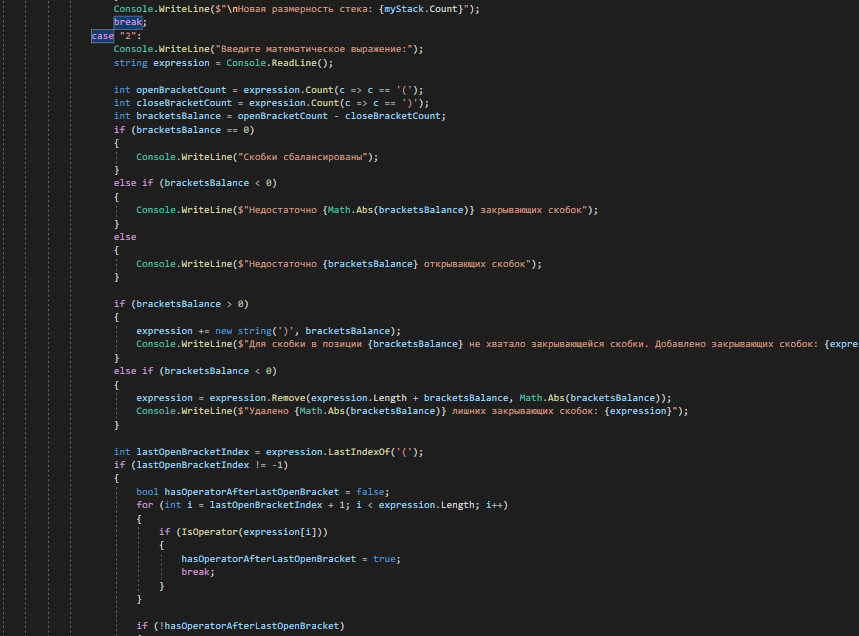 Console.WriteLine($"\nНовая размерность стека: {myStack.Count}");
break;
case "2":
Console.WriteLine("Введите математическое выражение:");
string expression = Console.ReadLine();
int openBracketCount = expression.Count(c => c == '(');
int closeBracketCount = expression.Count(c => c == ')');
int bracketsBalance = openBracketCount - closeBracketCount;
if (bracketsBalance == 0)
{
Console.WriteLine("Скобки сбалансированы");
}
else if (bracketsBalance < 0)
{
Console.WriteLine($"Недостаточно {Math.Abs(bracketsBalance)} закрывающих скобок");
}
else
{
Console.WriteLine($"Недостаточно {bracketsBalance} открывающих скобок");
}
if (bracketsBalance > 0)
{
expression += new string(')', bracketsBalance);
Console.WriteLine($"Для скобки в позиции {bracketsBalance} не хватало закрывающейся скобки. Добавлено закрывающих скобок: {expre
}
else if (bracketsBalance < 0)
{
expression = expression.Remove(expression.Length + bracketsBalance, Math.Abs(bracketsBalance));
Console.WriteLine($"Удалено {Math.Abs(bracketsBalance)} лишних закрывающих скобок: {expression}");
}
int lastOpenBracketIndex = expression.LastIndexOf('(');
if (lastOpenBracketIndex != -1)
{
bool hasOperatorAfterLastOpenBracket = false;
for (int i = lastOpenBracketIndex + 1; i < expression.Length; i++)
{
if (IsOperator(expression[i]))
{
hasOperatorAfterLastOpenBracket = true;
break;
}
}
if (!hasOperatorAfterLastOpenBracket)